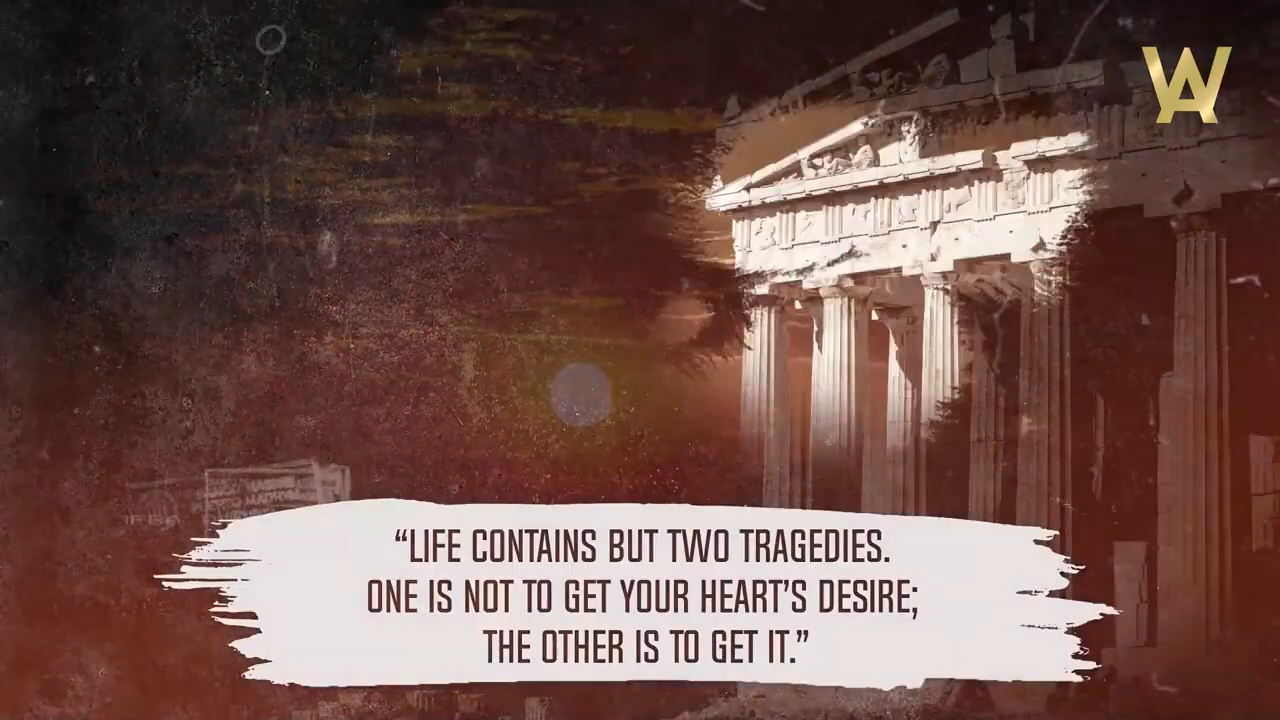 WA
“LIFE CONTAINS BUT TWO TRAGEDIES.
ONE IS NOT TO GET YOUR HEART’S DESIRE;
THE OTHER IS TO GET IT.”